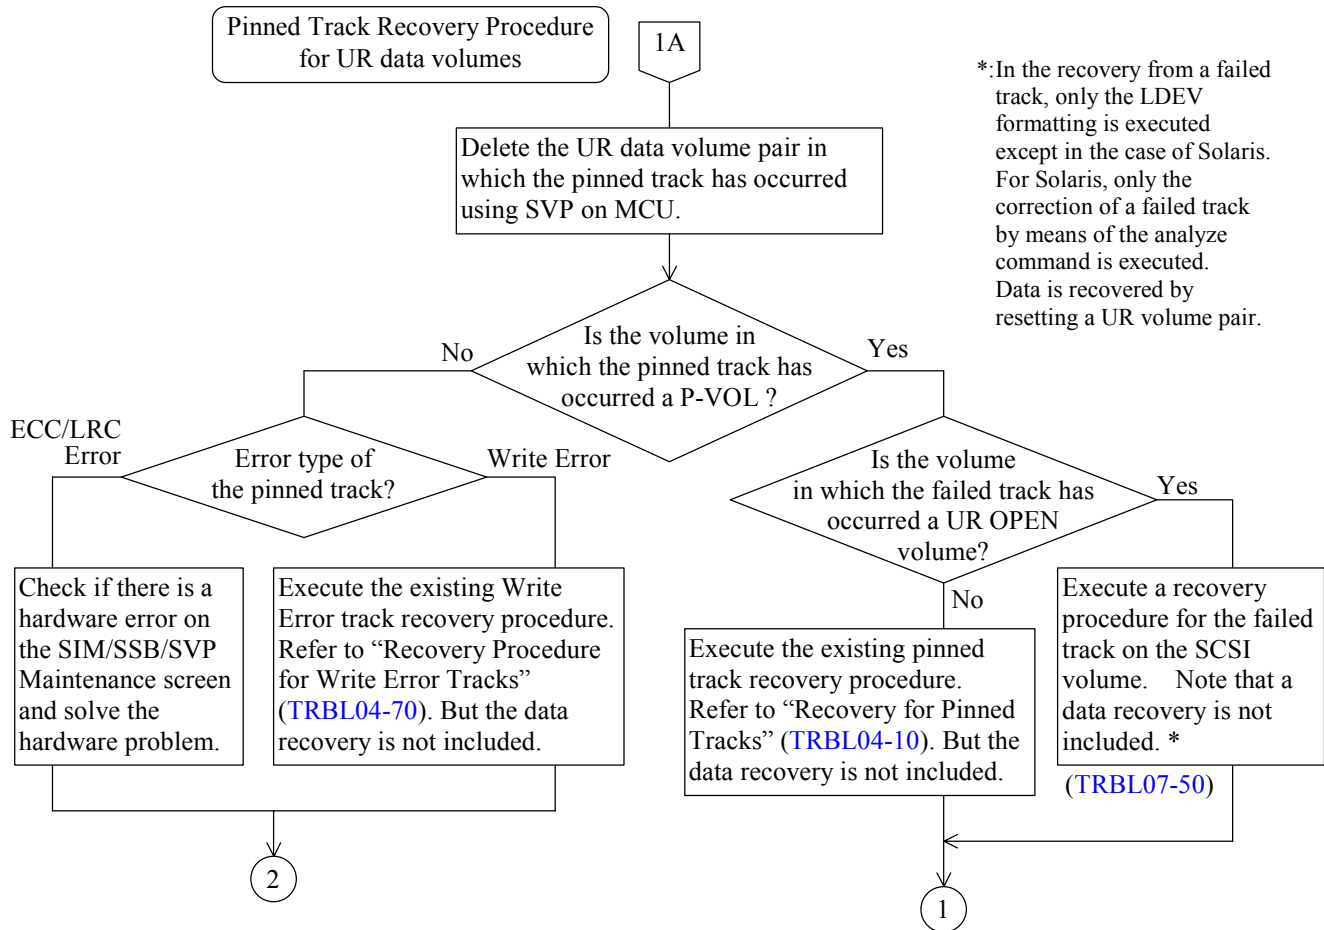 Pinned Track Recovery Procedure
for UR data volumes
1A
*:In the recovery from a failed
track, only the LDEV
formatting is executed
except in the case of Solaris.
For Solaris, only the
correction of a failed track
by means of the analyze
command is executed.
Data is recovered by
resetting a UR volume pair.
Delete the UR data volume pair in
which the pinned track has occurred
using SVP on MCU.
Is the volume in
which the pinned track has
occurred a P-VOL ?
No
Yes
ECC/LRC
Error
Error type of
the pinned track?
Write Error
Is the volume
in which the failed track has
occurred a UR OPEN
volume?
Yes
No
Check if there is a
hardware error on
the SIM/SSB/SVP
Maintenance screen
and solve the
hardware problem.
Execute the existing Write
Error track recovery procedure.
Refer to “Recovery Procedure
for Write Error Tracks”
(TRBL04-70). But the data
recovery is not included.
Execute the existing pinned
track recovery procedure.
Refer to “Recovery for Pinned
Tracks” (TRBL04-10). But the
data recovery is not included.
Execute a recovery
procedure for the failed
track on the SCSI
volume. Note that a
data recovery is not
included. *
(TRBL07-50)
2
1